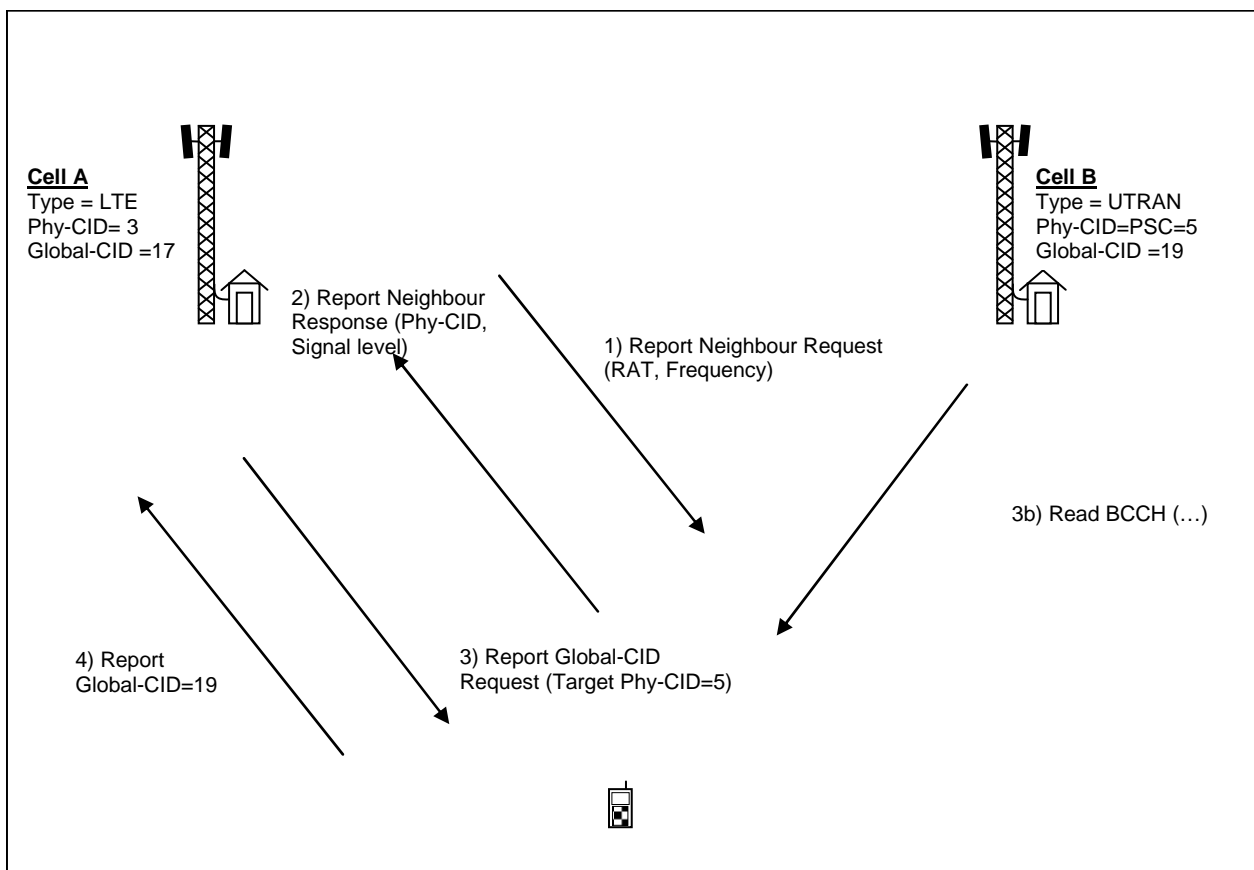 Cell A
Type = LTE
Phy-CID= 3
Global-CID =17
Cell B
Type = UTRAN
Phy-CID=PSC=5
Global-CID =19
2) Report Neighbour
Response (Phy-CID,
Signal level)
1) Report Neighbour Request
(RAT, Frequency)
3b) Read BCCH (…)
4) Report
Global-CID=19
3) Report Global-CID
Request (Target Phy-CID=5)